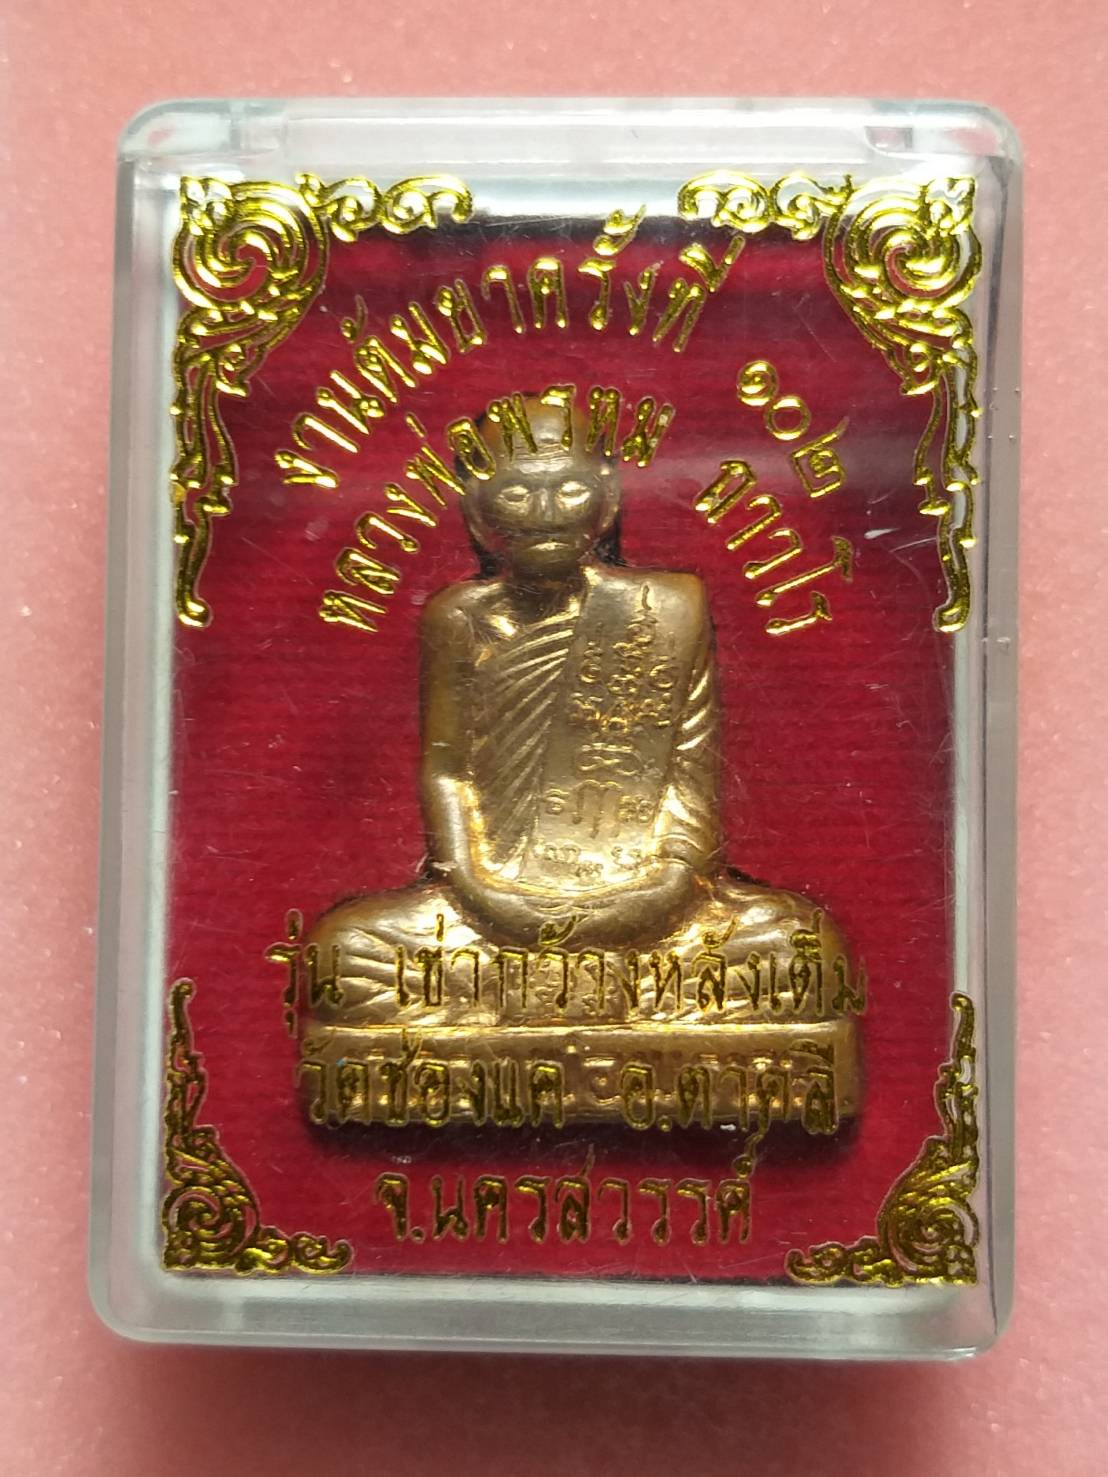 งานต้มยาครั้งที่ ๑๐๒
หลวงพ่อพรหม ถาวโร
รุ่น เข่ากว้างหลังเตี่ม
วัดช่องแค อ.ตาคลี
จ.นครสวรรค์